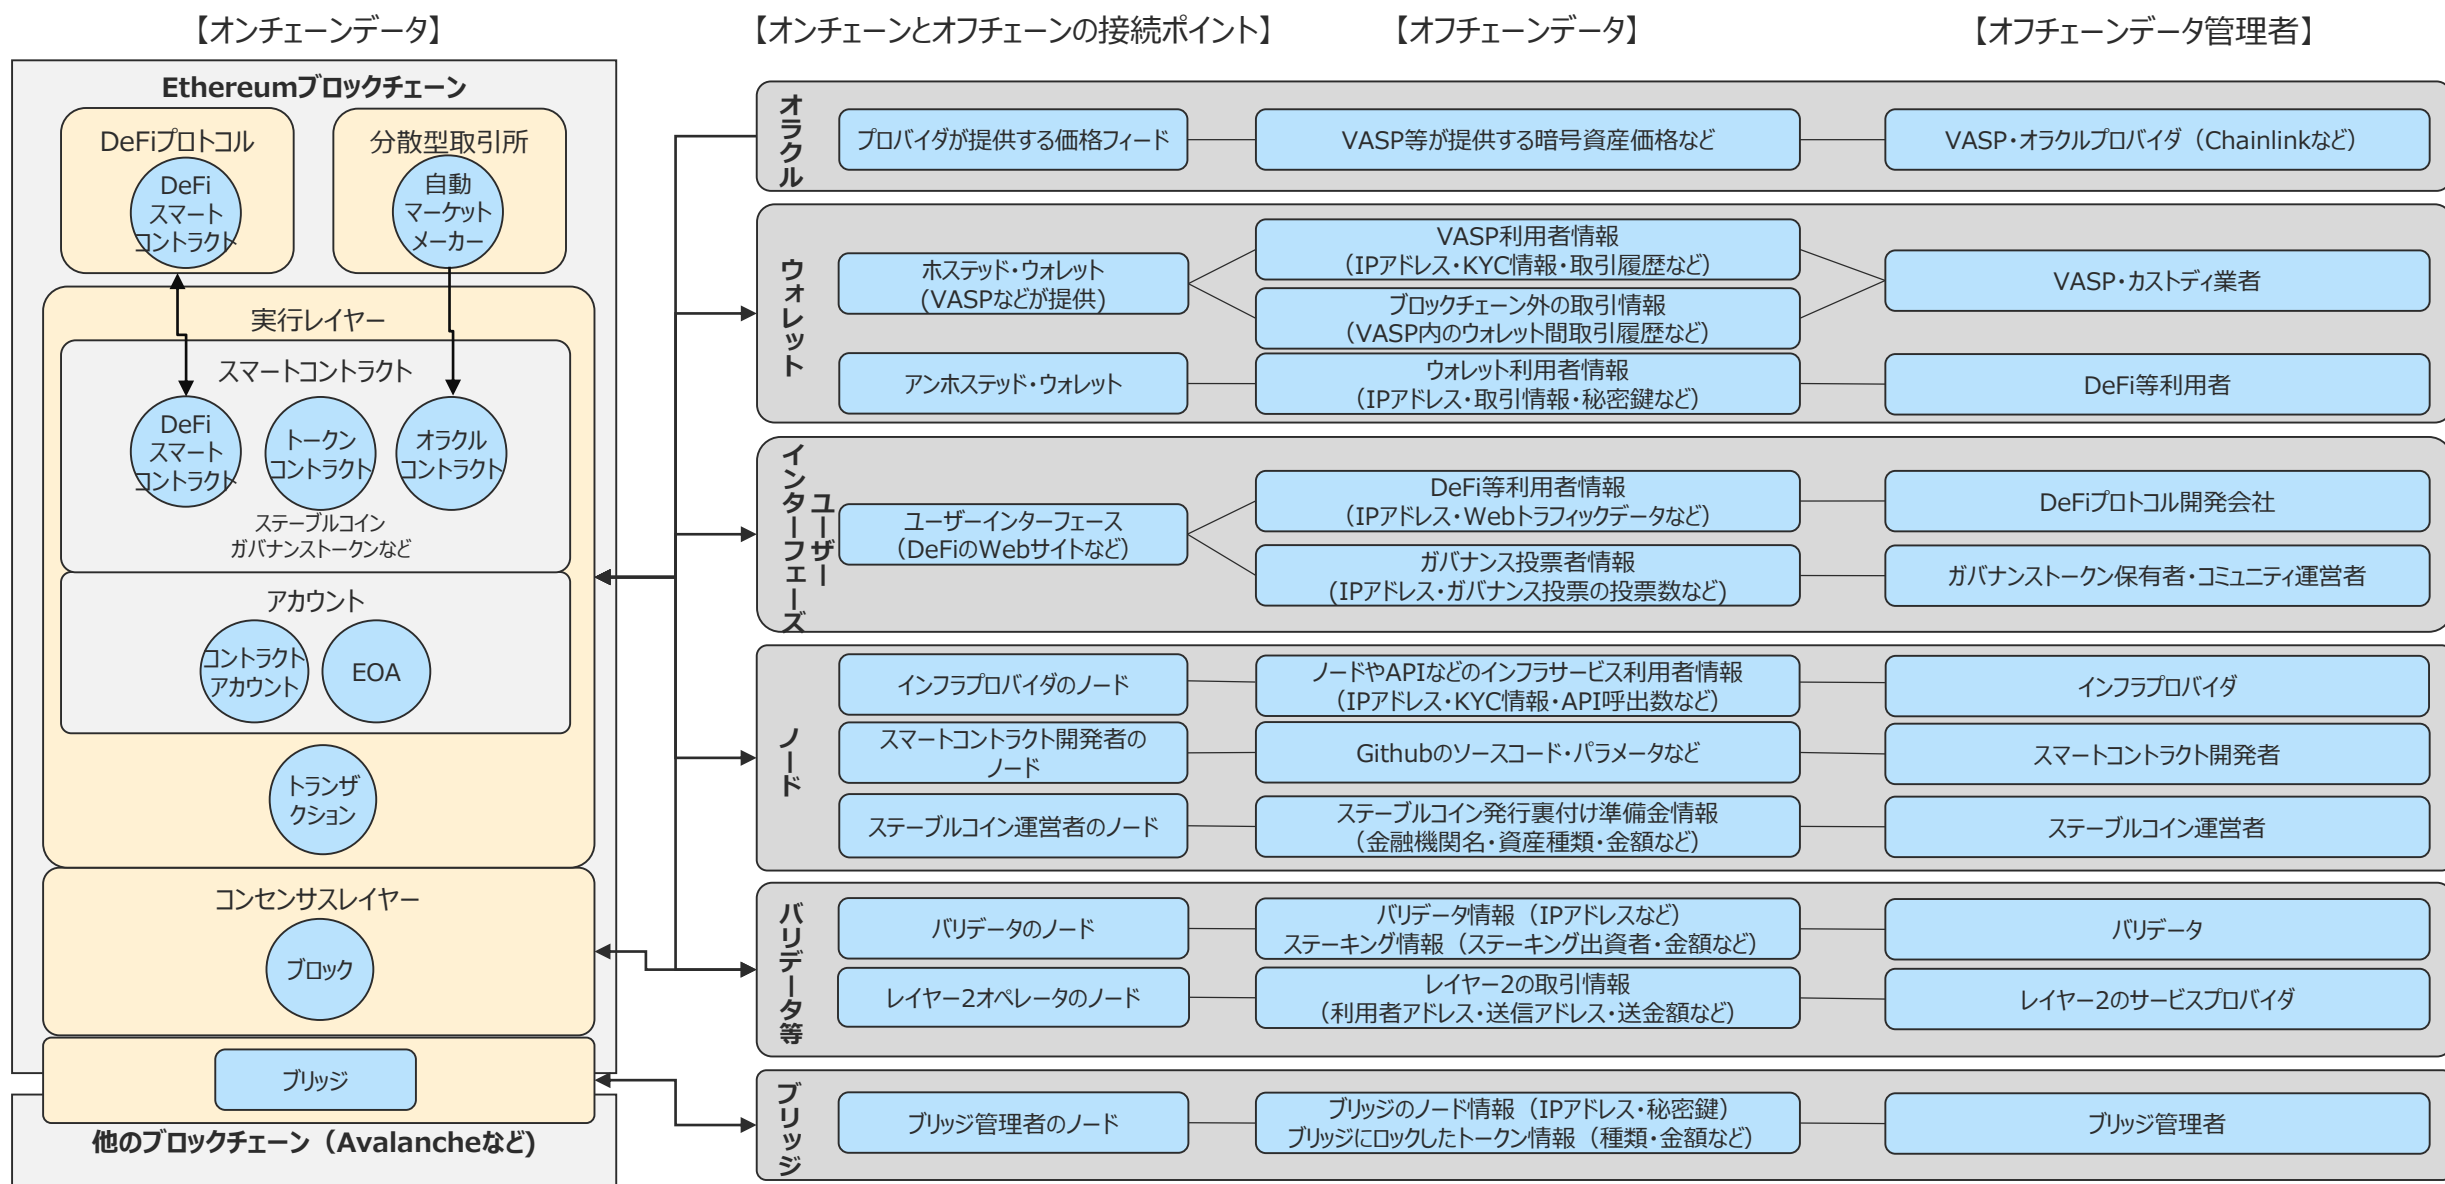 【オンチェーンデータ】
【オンチェーンとオフチェーンの接続ポイント】
【オフチェーンデータ】
【オフチェーンデータ管理者】
Ethereumブロックチェーン
DeFiプロトコル
DeFi
スマート
コントラクト
分散型取引所
自動
マーケット
メーカー
実行レイヤー
スマートコントラクト
DeFi
スマート
コントラクト
トークン
コントラクト
オラクル
コントラクト
ステーブルコイン
ガバナンストークンなど
アカウント
コントラクト
アカウント
EOA
トランザ
クション
コンセンサスレイヤー
ブロック
ブリッジ
他のブロックチェーン（Avalancheなど)
オラクル
プロバイダが提供する価格フィード
VASP等が提供する暗号資産価格など
VASP・オラクルプロバイダ（Chainlinkなど）
ウォレット
ホステッド・ウォレット
(VASPなどが提供)
VASP利用者情報
（IPアドレス・KYC情報・取引履歴など）
ブロックチェーン外の取引情報
（VASP内のウォレット間取引履歴など）
VASP・カストディ業者
アンホステッド・ウォレット
ウォレット利用者情報
（IPアドレス・取引情報・秘密鍵など）
DeFi等利用者
ユーザー
インターフェーズ
ユーザーインターフェース
（DeFiのWebサイトなど）
DeFi等利用者情報
（IPアドレス・Webトラフィックデータなど）
DeFiプロトコル開発会社
ガバナンス投票者情報
(IPアドレス・ガバナンス投票の投票数など)
ガバナンストークン保有者・コミュニティ運営者
ノード
インフラプロバイダのノード
ノードやAPIなどのインフラサービス利用者情報
（IPアドレス・KYC情報・API呼出数など）
インフラプロバイダ
スマートコントラクト開発者の
ノード
Githubのソースコード・パラメータなど
スマートコントラクト開発者
ステーブルコイン運営者のノード
ステーブルコイン発行裏付け準備金情報
（金融機関名・資産種類・金額など）
ステーブルコイン運営者
バリデータ等
バリデータのノード
バリデータ情報（IPアドレスなど）
ステーキング情報（ステーキング出資者・金額など）
バリデータ
レイヤー2オペレータのノード
レイヤー2の取引情報
（利用者アドレス・送信アドレス・送金額など）
レイヤー2のサービスプロバイダ
ブリッジ
ブリッジ管理者のノード
ブリッジのノード情報（IPアドレス・秘密鍵）
ブリッジにロックしたトークン情報（種類・金額など）
ブリッジ管理者